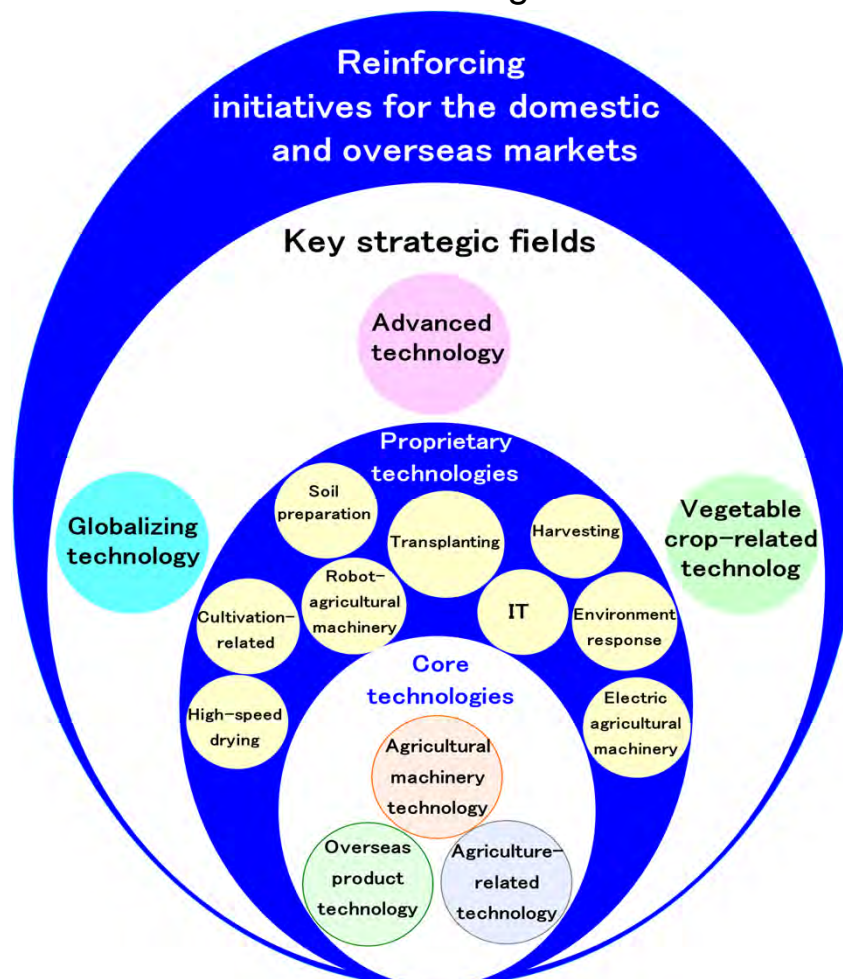 Reinforcing
initiatives for the domestic
and overseas markets
Key strategic fields
Advanced
technology
Globalizing
technology
Vegetable
crop-related
technolog
Proprietary
technologies
Soil
preparation
Transplanting
Harvesting
Cultivation-
related
Robot-
agricultural
machinery
IT
Environment
response
High-speed
drying
Electric
agricultural
machinery
Core
technologies
Agricultural
machinery
technology
Overseas
product
technology
Agriculture-
related
technology